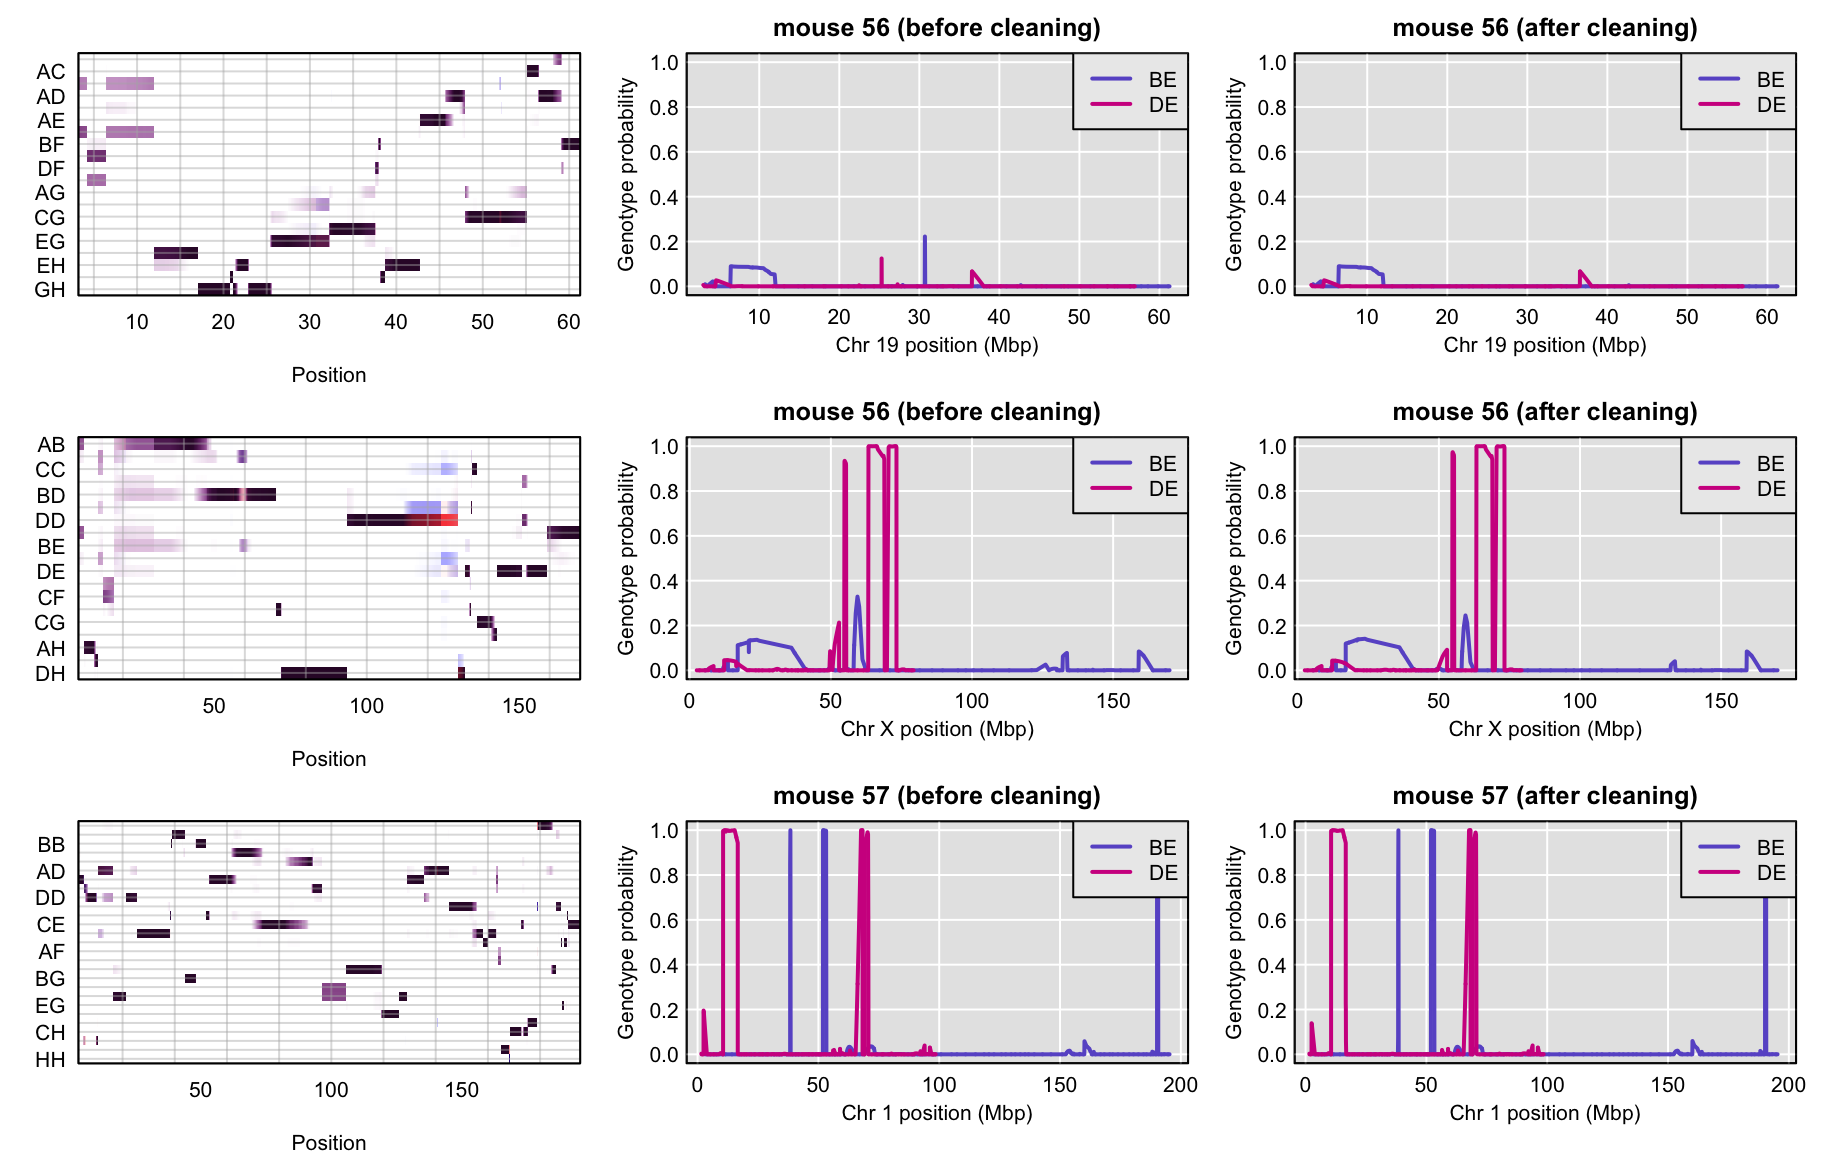 mouse 56 (before cleaning)
mouse 56 (after cleaning)
AC
AD
AE
BF
DF
AG
CG
EG
EH
GH
10 20 30 40 50 60
Position
Genotype probability
1.0
0.8
0.6
0.4
0.2
0.0
BE
DE
10 20 30 40 50 60
Chr 19 position (Mbp)
Genotype probability
1.0
0.8
0.6
0.4
0.2
0.0
BE
DE
10 20 30 40 50 60
Chr 19 position (Mbp)
mouse 56 (before cleaning)
mouse 56 (after cleaning)
AB
CC
BD
DD
BE
DE
CF
CG
AH
DH
50 100 150
Position
Genotype probability
1.0
0.8
0.6
0.4
0.2
0.0
BE
DE
0 50 100 150
Chr X position (Mbp)
Genotype probability
1.0
0.8
0.6
0.4
0.2
0.0
BE
DE
0 50 100 150
Chr X position (Mbp)
mouse 57 (before cleaning)
mouse 57 (after cleaning)
BB
AD
DD
CE
AF
BG
EG
CH
HH
50 100 150
Position
Genotype probability
1.0
0.8
0.6
0.4
0.2
0.0
BE
DE
0 50 100 150 200
Chr 1 position (Mbp)
Genotype probability
1.0
0.8
0.6
0.4
0.2
0.0
BE
DE
0 50 100 150 200
Chr 1 position (Mbp)